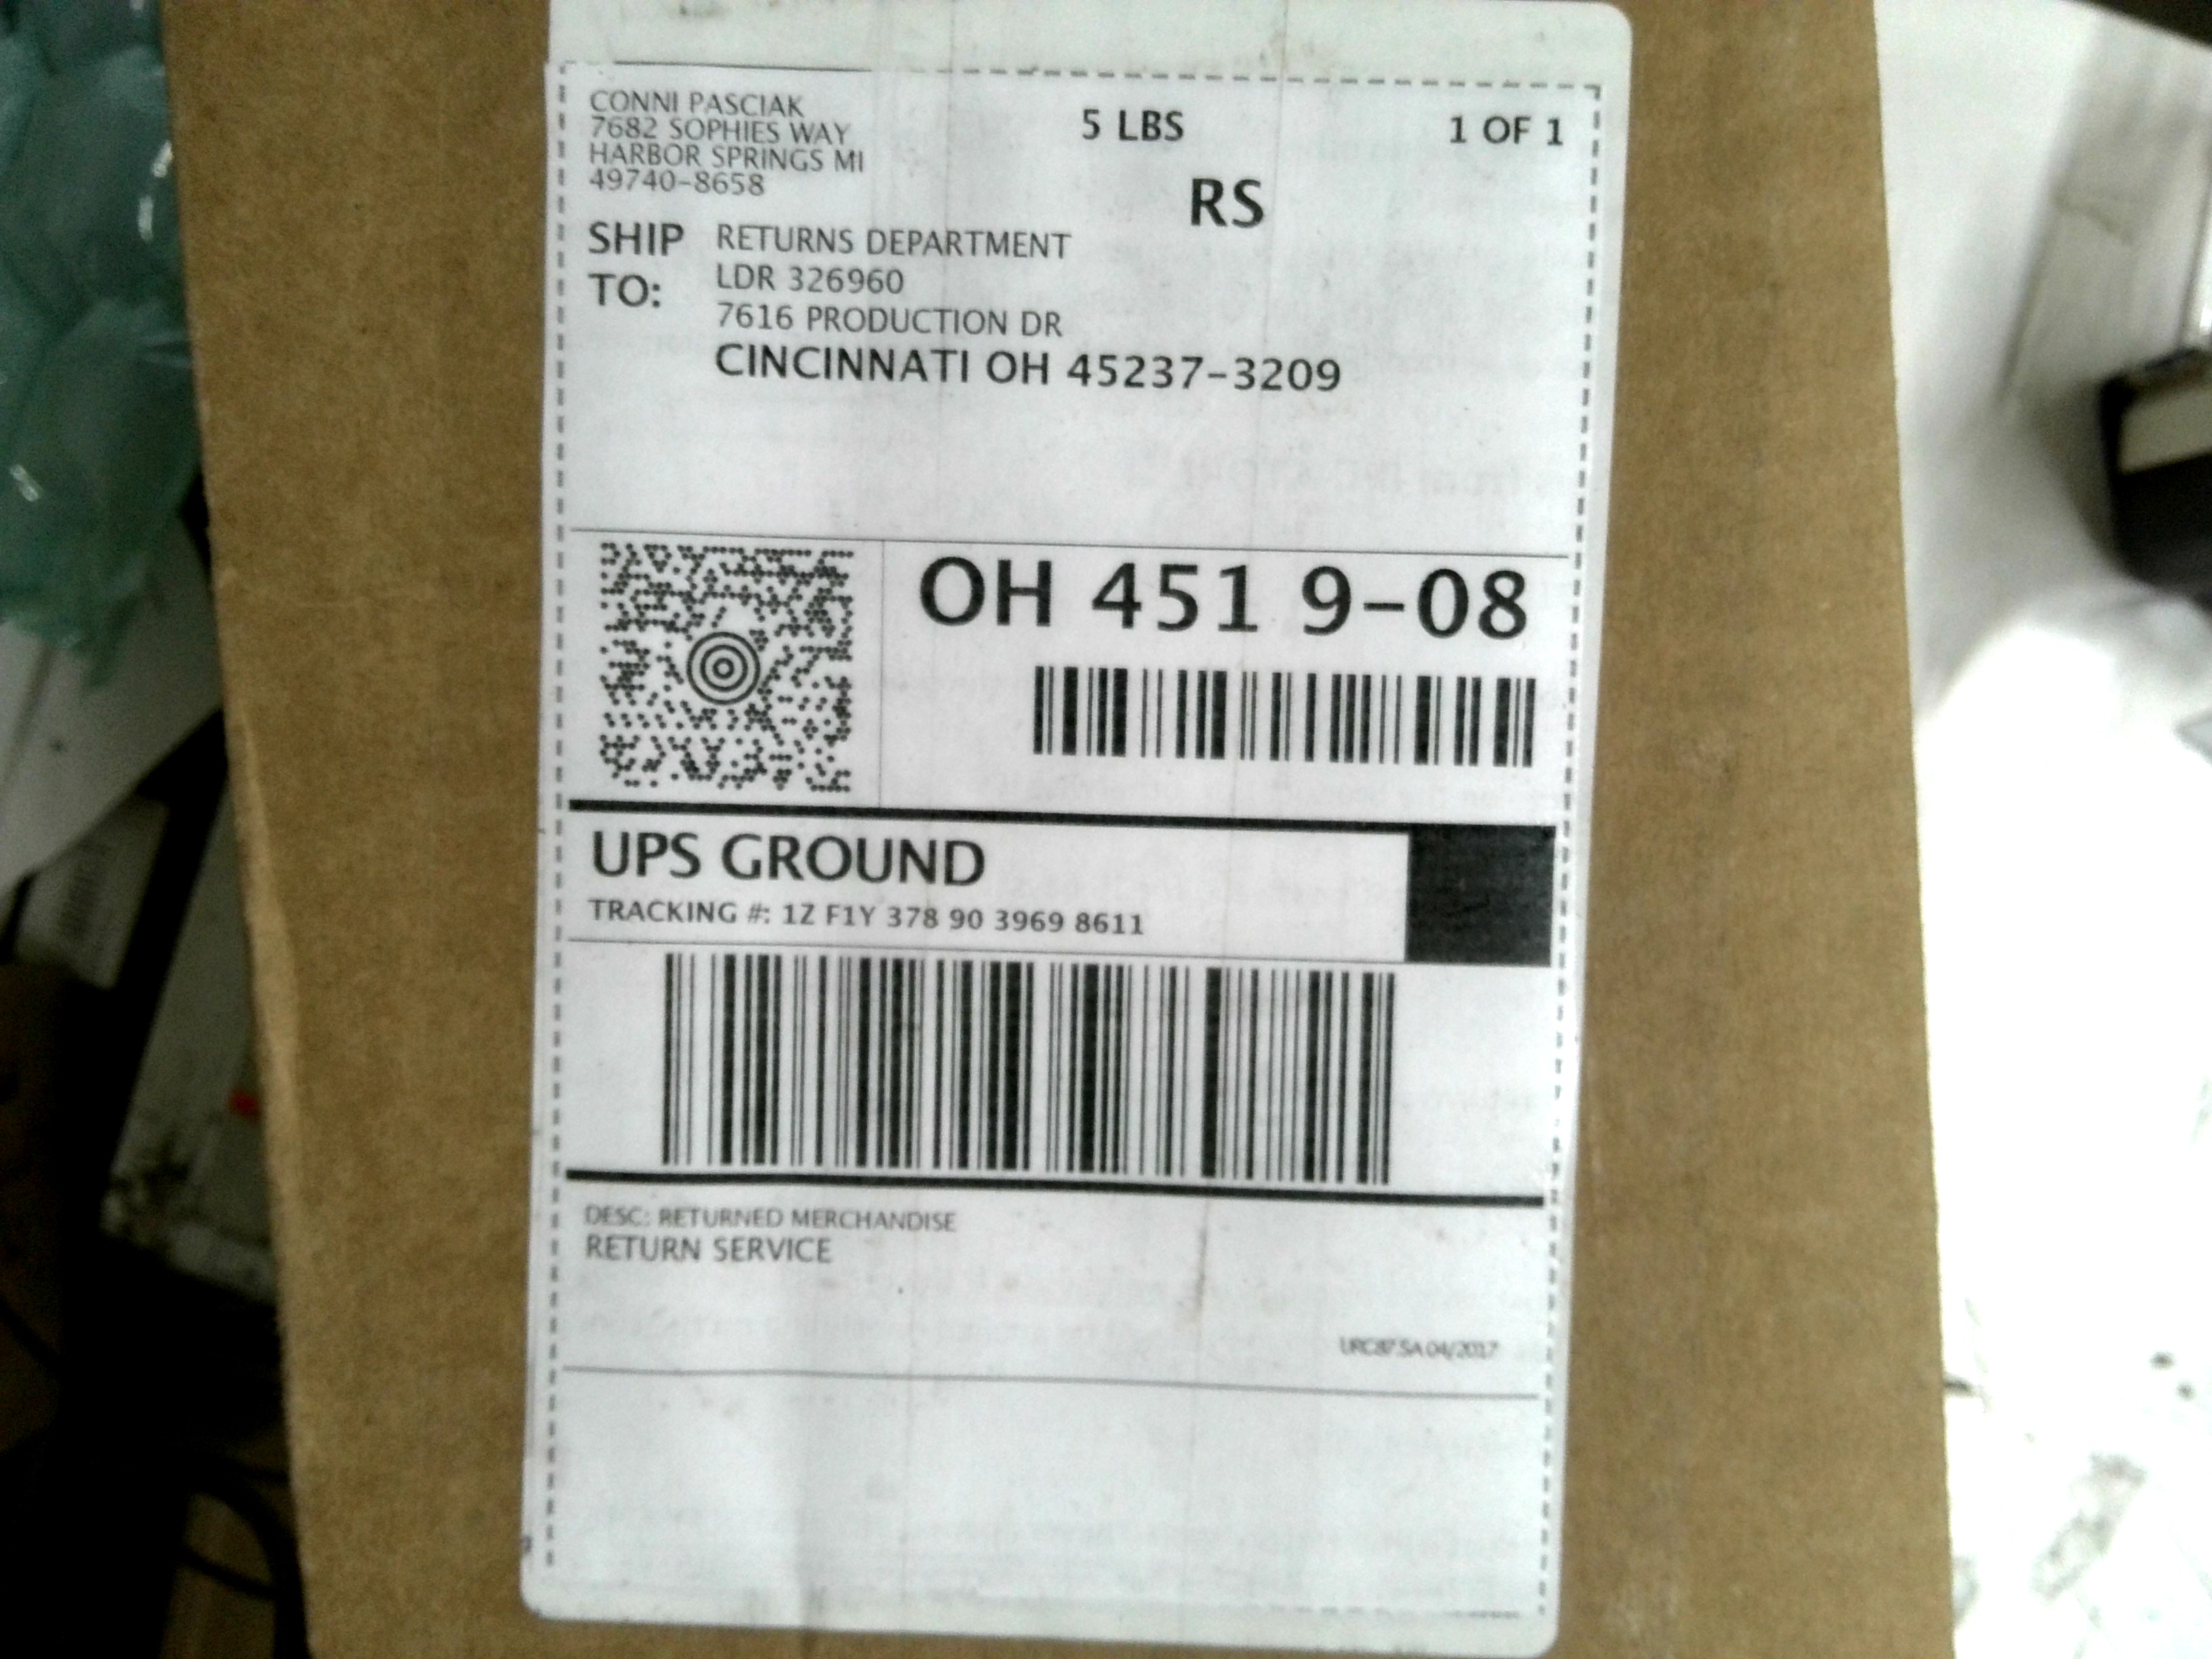 CONNI PASCIAK
7682 SOPHIES WAY
HARBOR SPRINGS MI
49740-8658
5 LBS
1 OF 1
RS
SHIP TO:
RETURNS DEPARTMENT
LDR 326960
7616 PRODUCTION DR
CINCINNATI OH 45237-3209
OH 451 9-08
UPS GROUND
TRACKING #: 1Z F1Y 378 90 3969 8611
DESC: RETURNED MERCHANDISE
RETURN SERVICE
04/2017